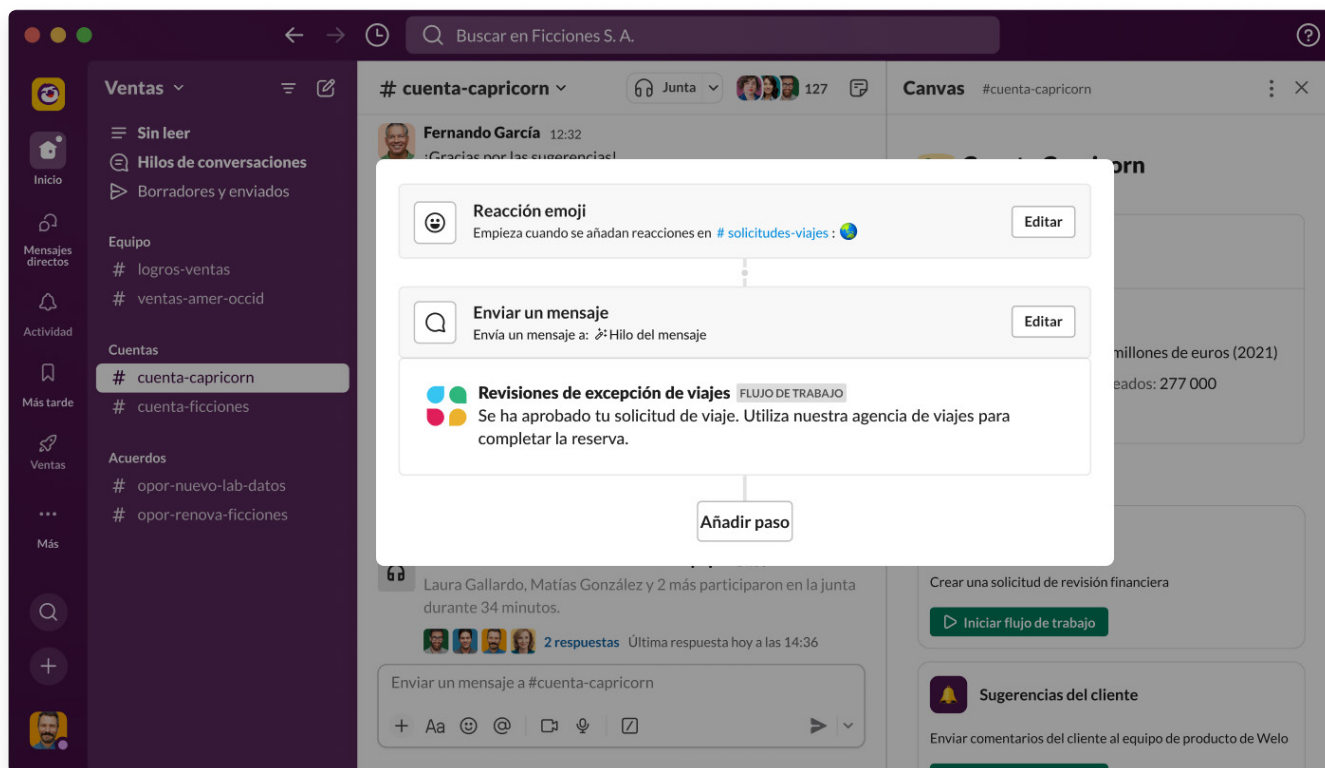 Buscar en Ficciones S. A.
Ventas
Sin leer
Hilos de conversaciones
Borradores y enviados
Equipo
# logros-ventas
# ventas-amer-occid
Cuentas
# cuenta-capricorn
# cuenta-ficciones
Acuerdos
# opor-nuevo-lab-datos
# opor-renova-ficciones
Inicio
Mensajes
directos
Actividad
Más tarde
Ventas
Más
# cuenta-capricorn
Junta
127
Fernando García 12:32
¡Gracias por las sugerencias!
Canvas #cuenta-capricorn
Reacción emoji
Empieza cuando se añadan reacciones en # solicitudes-viajes :
Editar
Enviar un mensaje
Envía un mensaje a: Hilo del mensaje
Editar
Revisiones de excepción de viajes FLUJO DE TRABAJO
Se ha aprobado tu solicitud de viaje. Utiliza nuestra agencia de viajes para
completar la reserva.
Añadir paso
Laura Gallardo, Matías González y 2 más participaron en la junta
durante 34 minutos.
2 respuestas Última respuesta hoy a las 14:36
Enviar un mensaje a #cuenta-capricorn
Aa
millones de euros (2021)
277 000
Crear una solicitud de revisión financiera
Iniciar flujo de trabajo
Sugerencias del cliente
Enviar comentarios del cliente al equipo de producto de Welo